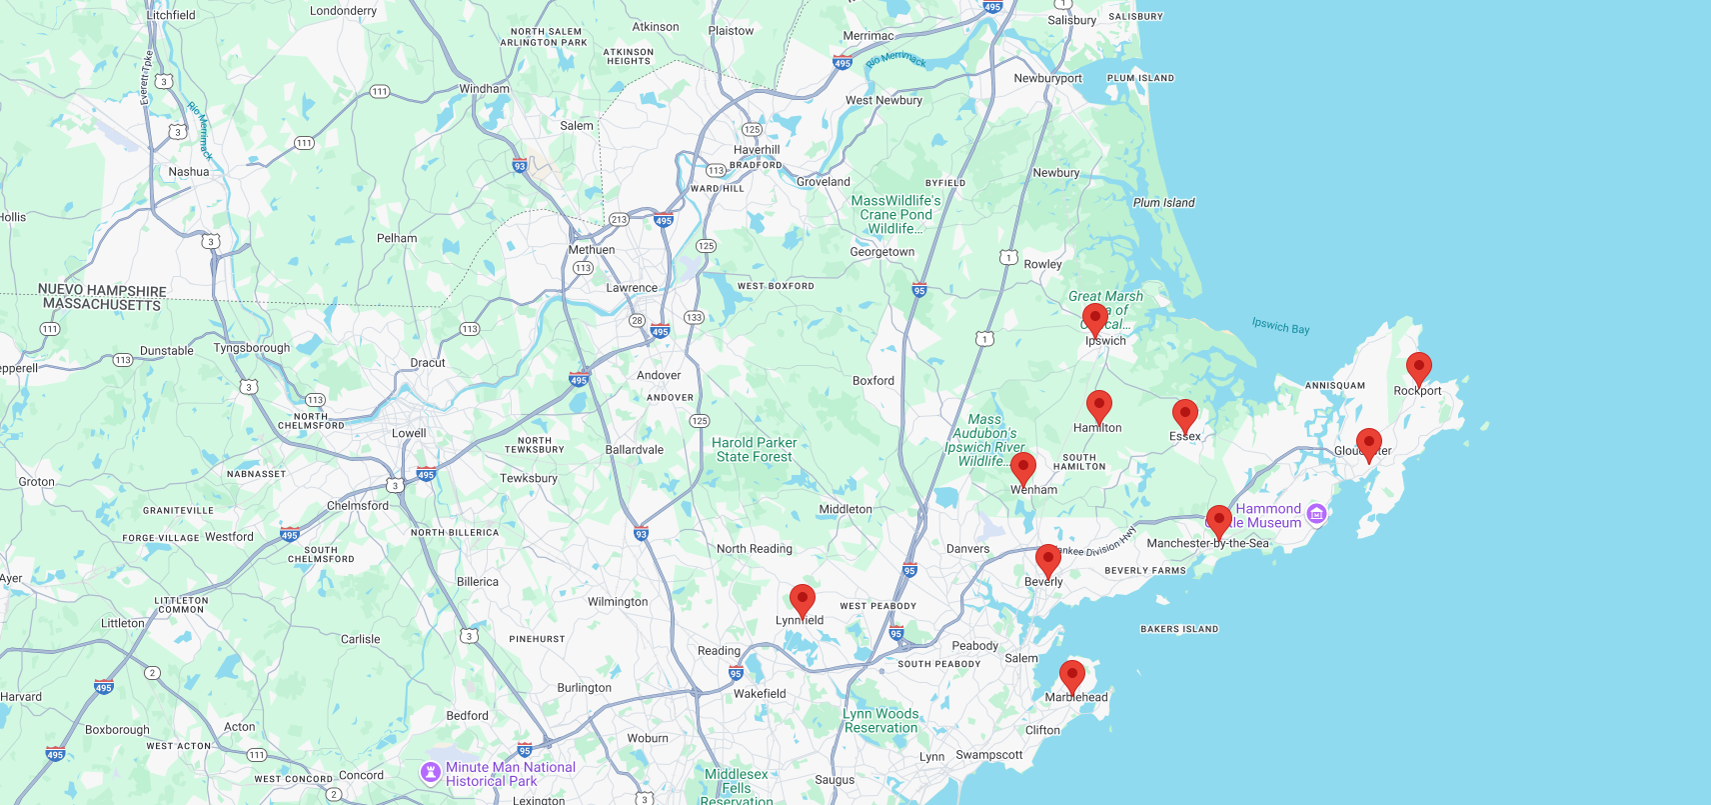 Litchfield
Londonderry
NORTH SALEM
ARLINGTON PARK
Atkinson
Plaistow
495
Merrimac
1
Salisbury
SALISBURY
ATKINSON
HEIGHTS
495
Rio Merrimack
Newburyport
PLUM ISLAND
Everett Tpke
3
111
Windham
West Newbury
Rio Merrimack
3
111
Salem
125
Haverhill
BRADFORD
93
Nashua
113
WARD HILL
Groveland
BYFIELD
Newbury
MassWildlife's
Crane Pond
Wildlife...
Plum Island
Hollis
3
Pelham
213
495
125
Methuen
113
Georgetown
1
Rowley
NUEVO HAMPSHIRE
MASSACHUSETTS
Lawrence
WEST BOXFORD
95
Great Marsh
Ipswich
Ipswich Bay
111
113
28
495
133
1
Dunstable
Tyngsborough
113
Dracut
epperell
3
113
495
Andover
ANDOVER
Boxford
ANNISQUAM
Rockport
NORTH
CHELMSFORD
Lowell
125
Harold Parker
State Forest
Mass
Audubon's
Ipswich River
Wildlife...
Hamilton
Essex
NORTH
TEWKSBURY
Ballardvale
SOUTH
HAMILTON
Gloucester
NABNASSET
495
Tewksbury
Wenham
Groton
3
Chelmsford
GRANITEVILLE
Middleton
Hammond
Castle Museum
FORGE-VILLAGE
Westford
495
NORTH-BILLERICA
93
Manchester-by-the-Sea
SOUTH
CHELMSFORD
North Reading
Danvers
Yankee Division Hwy
Ayer
Billerica
95
Beverly
BEVERLY FARMS
LITTLETON
COMMON
Wilmington
Lynnfield
WEST PEABODY
Littleton
Carlisle
3
PINEHURST
95
BAKERS ISLAND
Reading
Peabody
SOUTH PEABODY
Salem
2
95
495
Harvard
Burlington
Wakefield
Marblehead
Bedford
Lynn Woods
Reservation
Boxborough
Acton
Clifton
495
WEST ACTON
111
95
Woburn
Lynn
Swampscott
WEST CONCORD
Concord
Minute Man National
Historical Park
Middlesex
Fells
Reservation
Saugus
2
Lexington
3